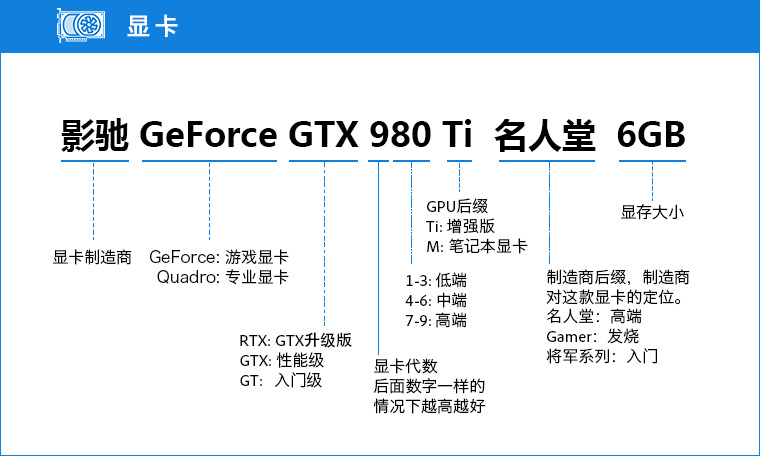 显卡
影驰 GeForce GTX 980 Ti 名人堂 6GB
显卡制造商
GeForce: 游戏显卡
Quadro: 专业显卡
RTX: GTX升级版
GTX: 性能级
GT: 入门级
显卡代数
后面数字一样的
情况下越高越好
1-3: 低端
4-6: 中端
7-9: 高端
GPU后缀
Ti: 增强版
M: 笔记本显卡
制造商后缀，制造商
对这款显卡的定位。
名人堂：高端
Gamer：发烧
将军系列：入门
显存大小